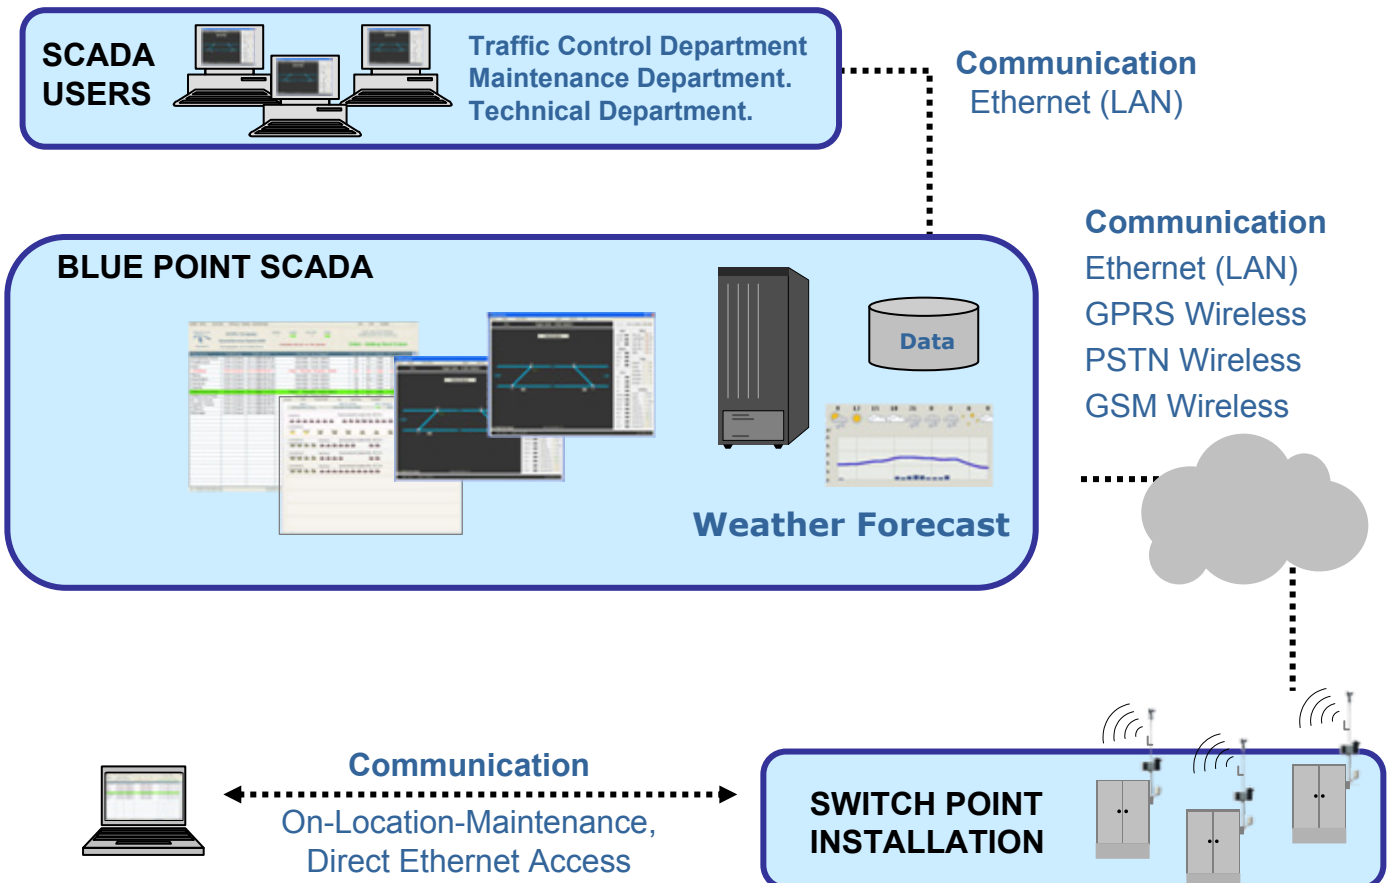 SCADA
USERS
Traffic Control Department
Maintenance Department.
Technical Department.
Communication
Ethernet (LAN)
BLUE POINT SCADA
Data
Weather Forecast
Communication
Ethernet (LAN)
GPRS Wireless
PSTN Wireless
GSM Wireless
Communication
On-Location-Maintenance,
Direct Ethernet Access
SWITCH POINT
INSTALLATION